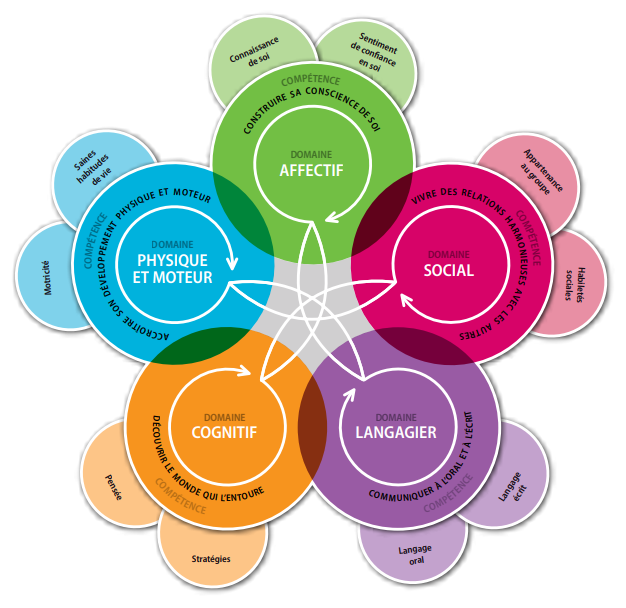 Connaissance
de soi
Sentiment
de confiance
en soi
COMPÉTENCE
CONSTRUIRE SA CONSCIENCE DE SOI
DOMAINE
AFFECTIF
Saines
habitudes
de vie
Motricité
COMPÉTENCE
ACCROITRE SON DÉVELOPPEMENT PHYSIQUE ET MOTEUR
DOMAINE
PHYSIQUE
ET MOTEUR
Appartenance
au groupe
Habiletés
sociales
COMPÉTENCE
VIVRE DES RELATIONS HARMONIEUSES AVEC LES AUTRES
DOMAINE
SOCIAL
DOMAINE
COGNITIF
DÉCOUVRIR LE MONDE QUI L'ENTOURE
COMPÉTENCE
Pensée
Stratégies
DOMAINE
LANGAGIER
COMMUNIQUER À L'ORAL ET À L'ÉCRIT
COMPÉTENCE
Langage
écrit
Langage
oral